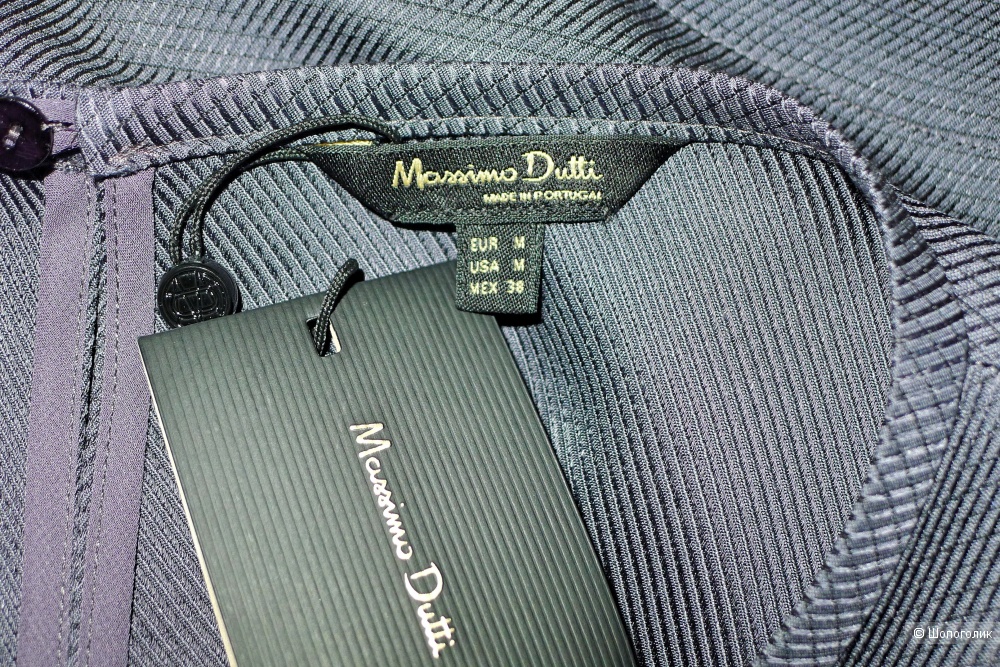 Massimo Dutti
MADE IN PORTUGAL
EUR M
USA M
MEX 38
Massimo Dutti
© Шопоголик